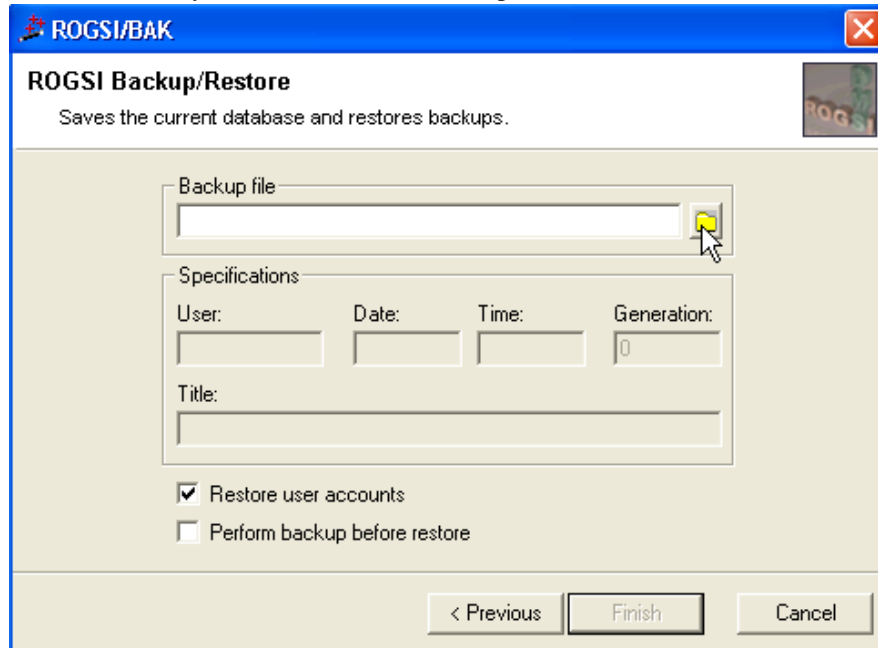 ROGSI/BAK
ROGSI Backup/Restore
Saves the current database and restores backups.
ROGSI
Backup file
Specifications
User: Date: Time: Generation:
0
Title:
Restore user accounts
Perform backup before restore
< Previous Finish Cancel